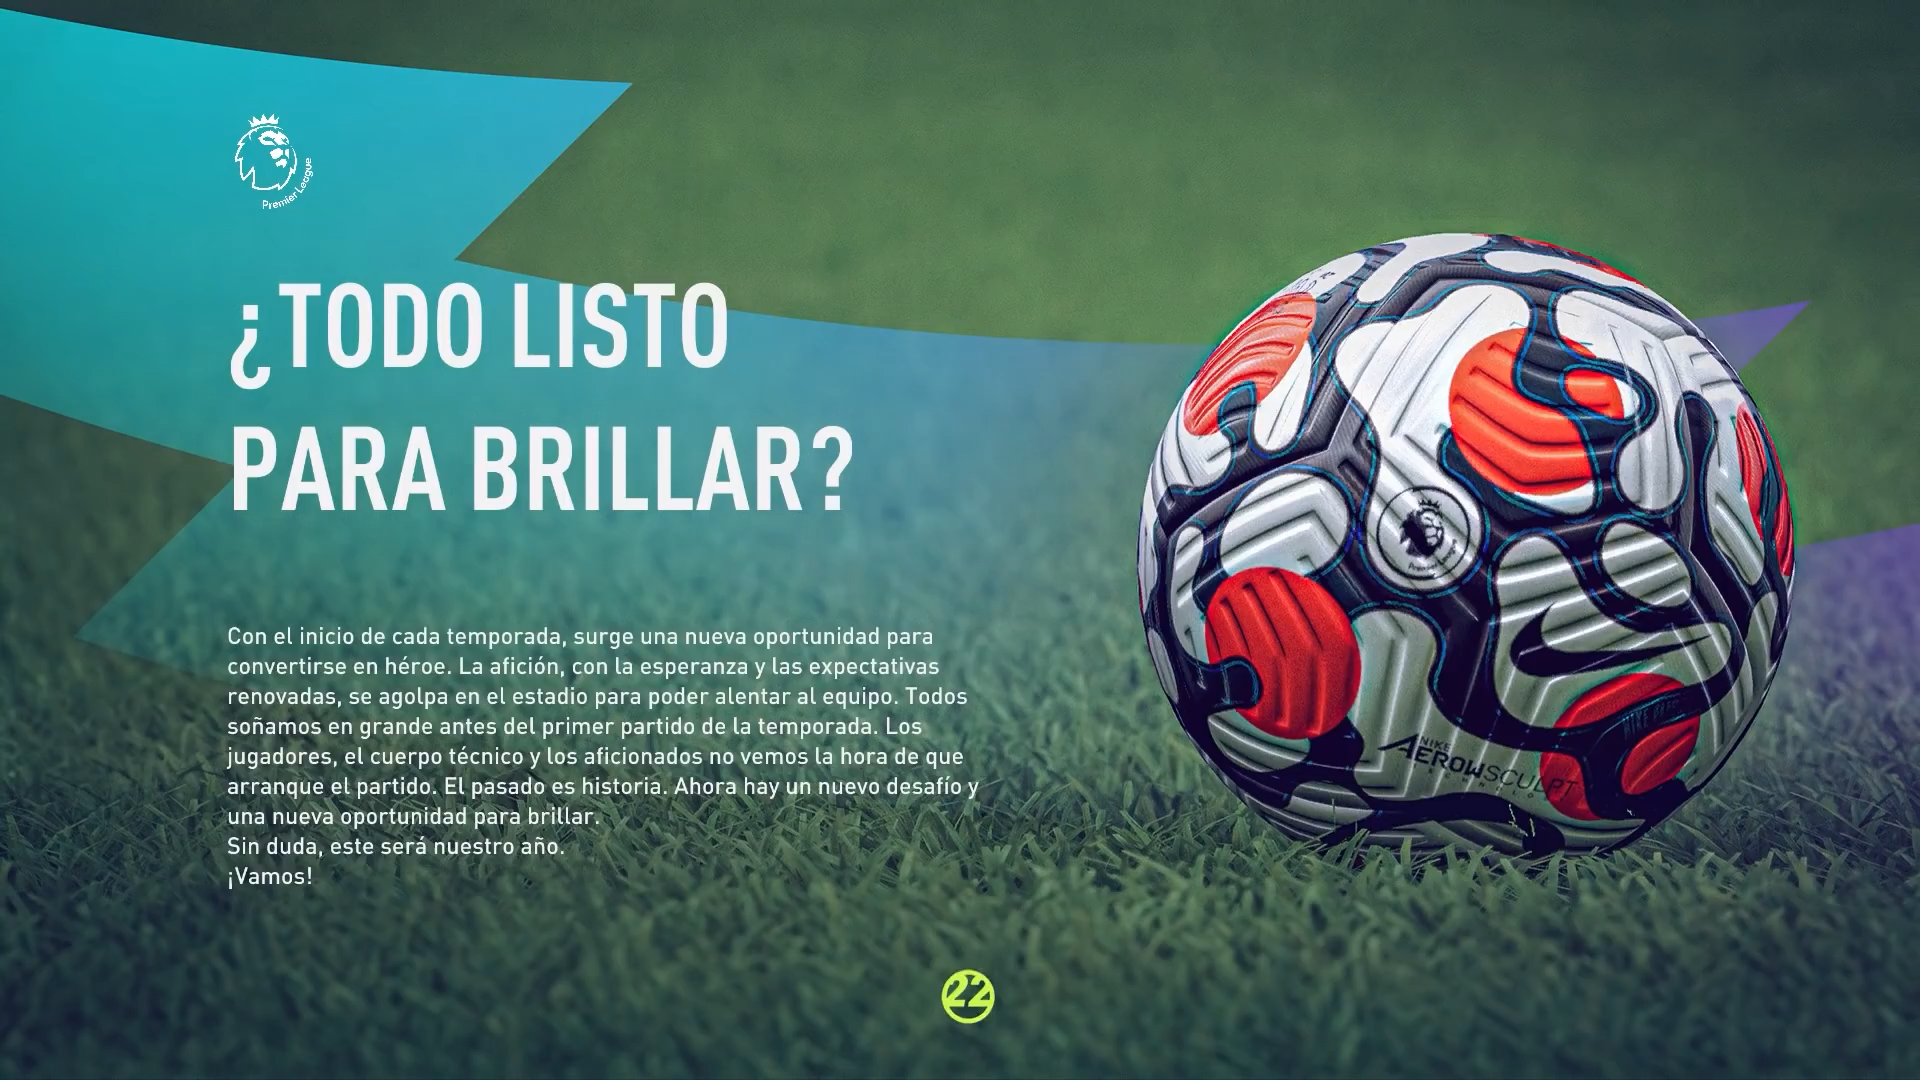 Premier League
¿TODO LISTO
PARA BRILLAR?
Con el inicio de cada temporada, surge una nueva oportunidad para
convertirse en héroe. La afición, con la esperanza y las expectativas
renovadas, se agolpa en el estadio para poder alentar al equipo. Todos
soñamos en grande antes del primer partido de la temporada. Los
jugadores, el cuerpo técnico y los aficionados no vemos la hora de que
arranque el partido. El pasado es historia. Ahora hay un nuevo desafío y
una nueva oportunidad para brillar.
Sin duda, este será nuestro año.
¡Vamos!
Premier League
NIKE
AEROWSCULPT
22